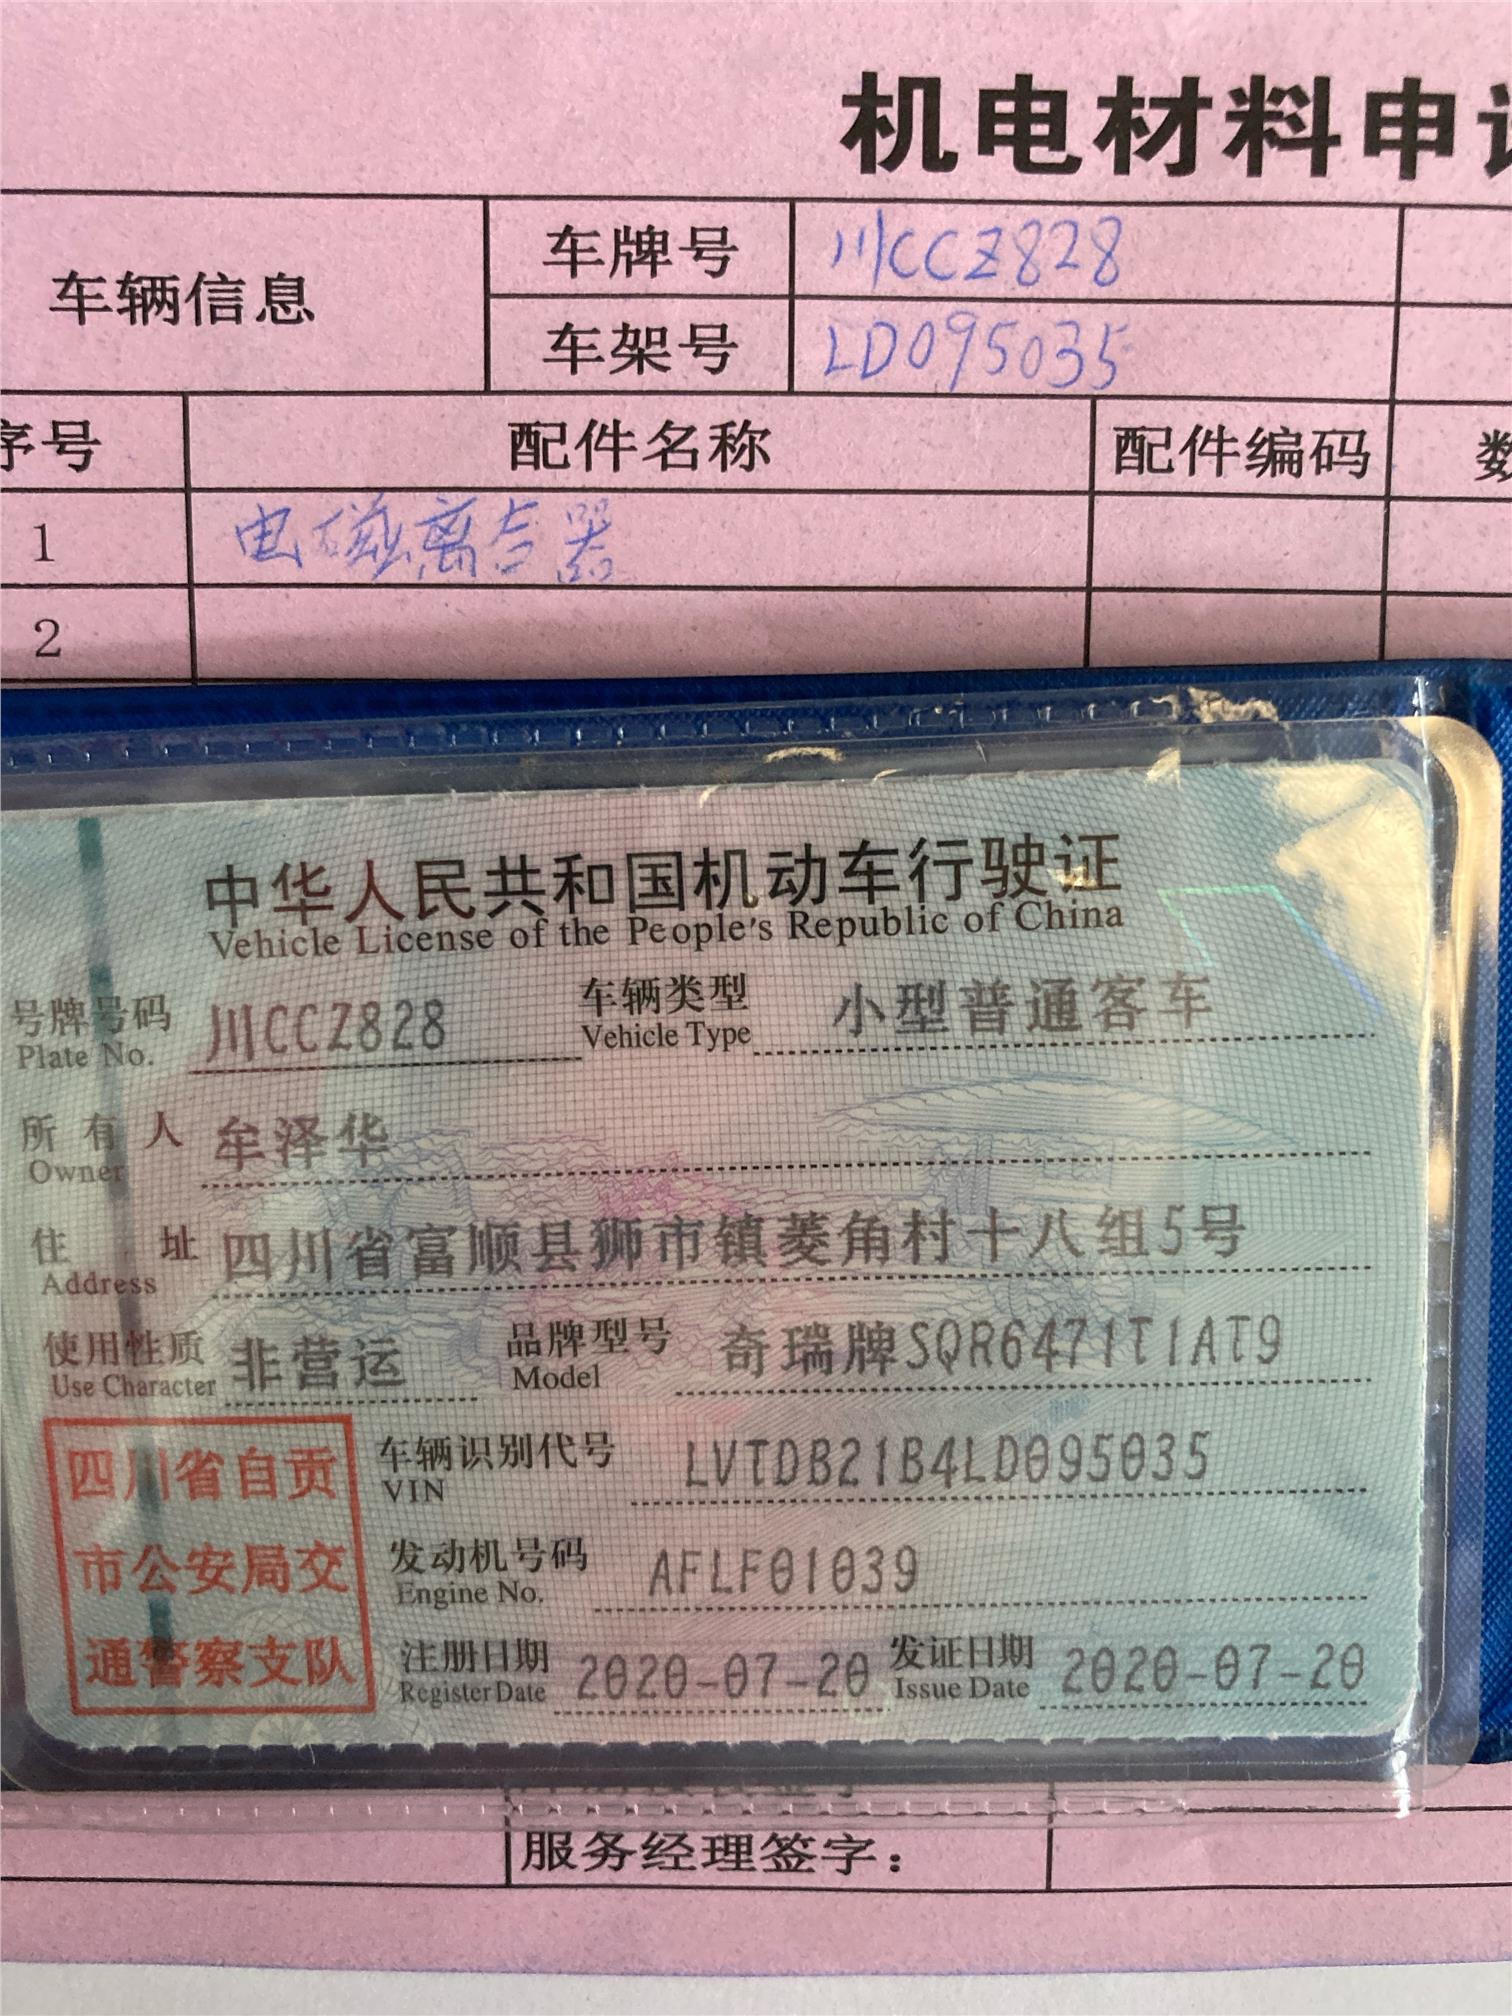 机电材料申
车辆信息 车牌号 川CCZ828
车架号 LD095035
序号 配件名称 配件编码 数
1 电磁离合器
2
中华人民共和国机动车行驶证
Vehicle License of the People's Republic of China
号牌号码 川CCZ828 车辆类型 小型普通客车
Plate No. Vehicle Type
所有人 牟泽华
Owner
住址 四川省富顺县狮市镇菱角村十八组5号
Address
使用性质 非营运 品牌型号 奇瑞牌SQR6471T1AT9
Use Character Model
四川省自贡
市公安局交
通警察支队
车辆识别代号 LVTDB21B4LD095035
VIN
发动机号码 AFLF01039
Engine No.
注册日期 2020-07-20 发证日期 2020-07-20
Register Date Issue Date
服务经理签字：